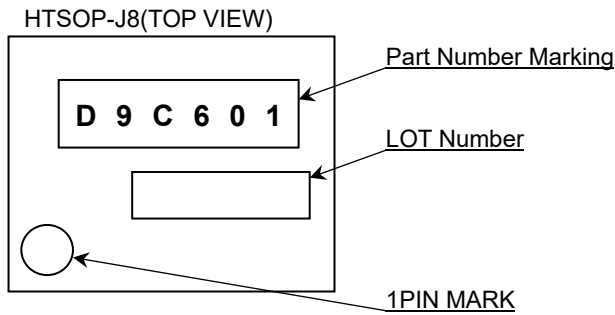 HTSOP-J8(TOP VIEW)
Part Number Marking
D 9 C 6 0 1
LOT Number
1PIN MARK